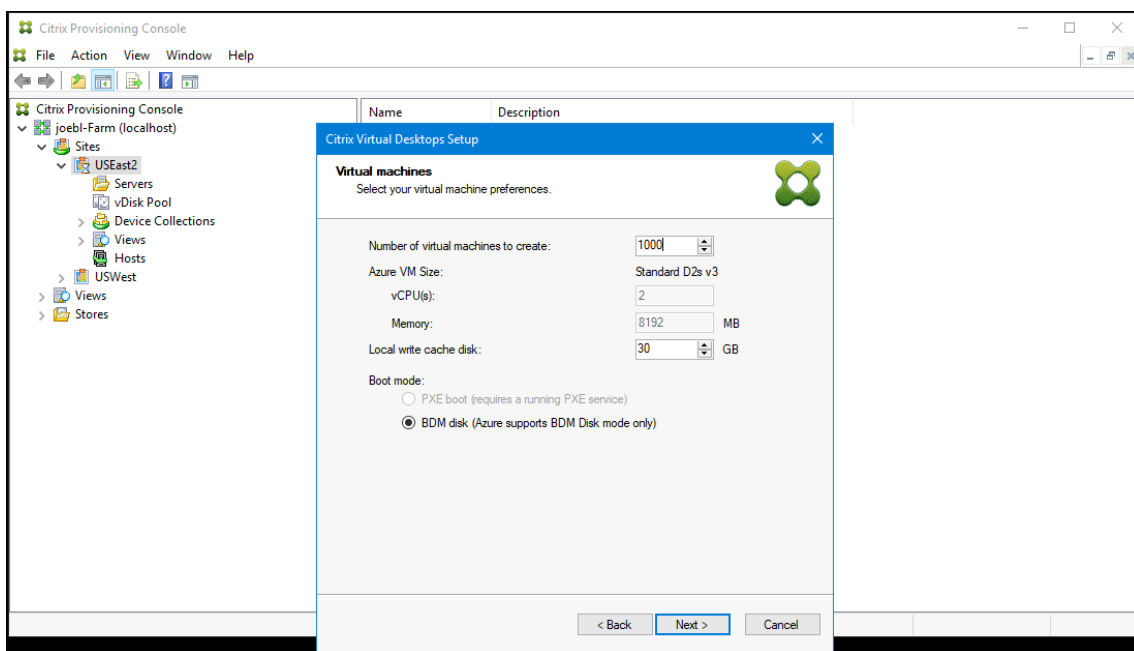 Citrix Provisioning Console
File Action View Window Help
Citrix Provisioning Console
joebl-Farm (localhost)
Sites
USEast2
Servers
vDisk Pool
Device Collections
Views
Hosts
USWest
Views
Stores
Name Description
Citrix Virtual Desktops Setup
Virtual machines
Select your virtual machine preferences.
Number of virtual machines to create: 1000
Azure VM Size: Standard D2s v3
vCPU(s): 2
Memory: 8192 MB
Local write cache disk: 30 GB
Boot mode:
PXE boot (requires a running PXE service)
BDM disk (Azure supports BDM Disk mode only)
< Back Next > Cancel